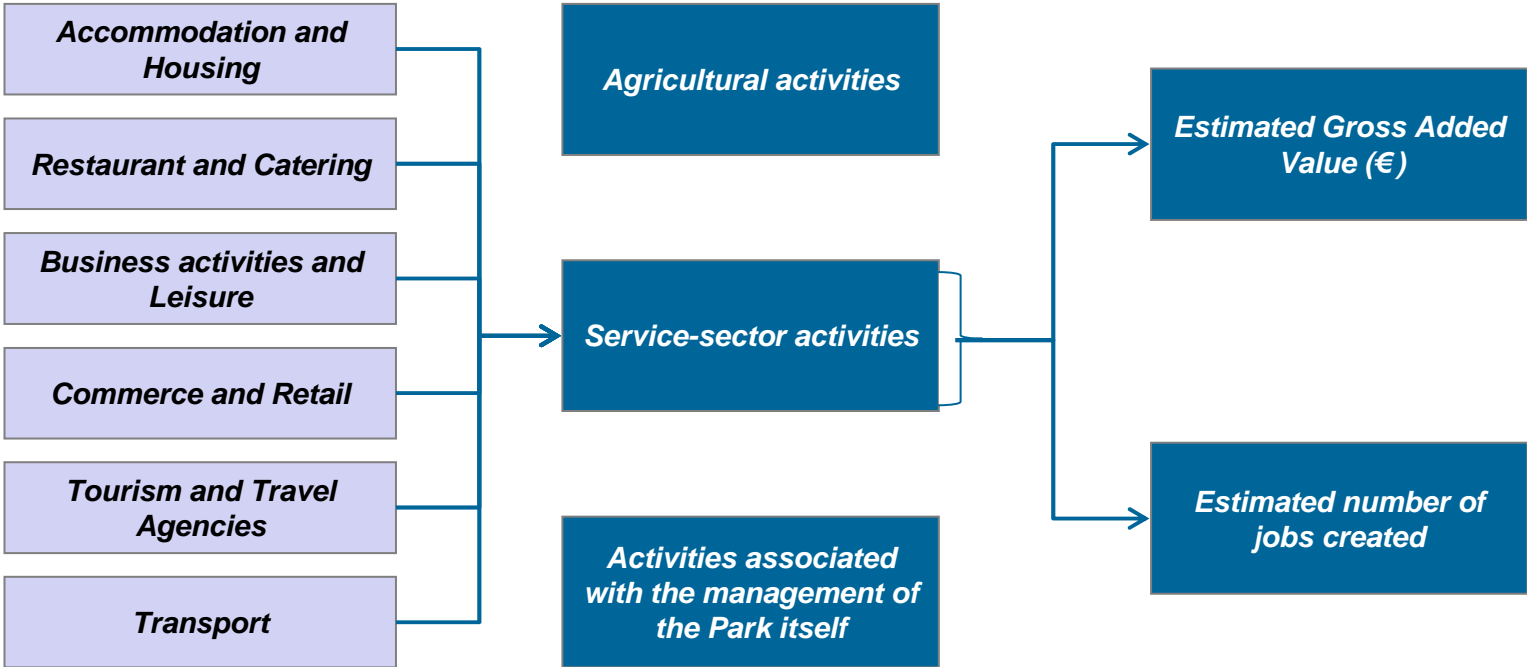 Accommodation and
Housing
Restaurant and Catering
Business activities and
Leisure
Commerce and Retail
Tourism and Travel
Agencies
Transport
Agricultural activities
Service-sector activities
Activities associated
with the management of
the Park itself
Estimated Gross Added
Value (€)
Estimated number of
jobs created